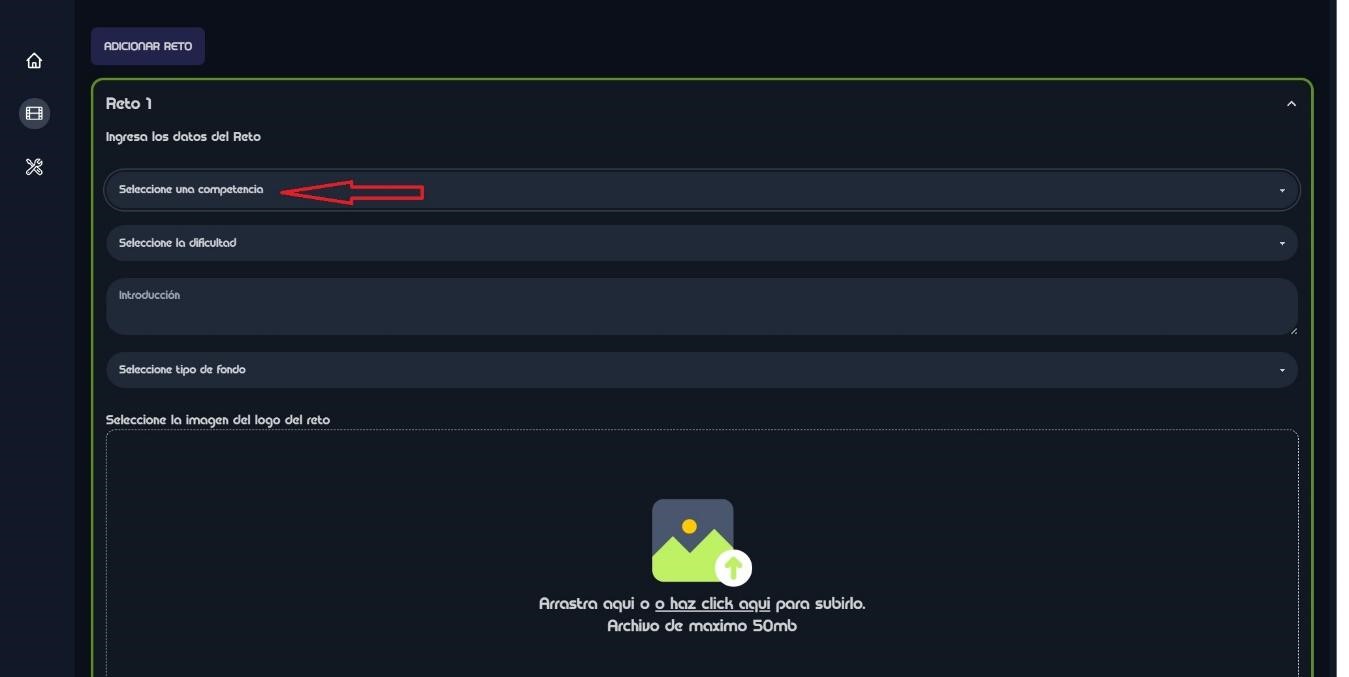 ADICIONAR RETO
Reto 1
Ingresa los datos del Reto
Seleccione una competencia
Seleccione la dificultad
Introducción
Seleccione tipo de fondo
Seleccione la imagen del logo del reto
Arrastra aqui o o haz click aqui para subirlo.
Archivo de maximo 50mb